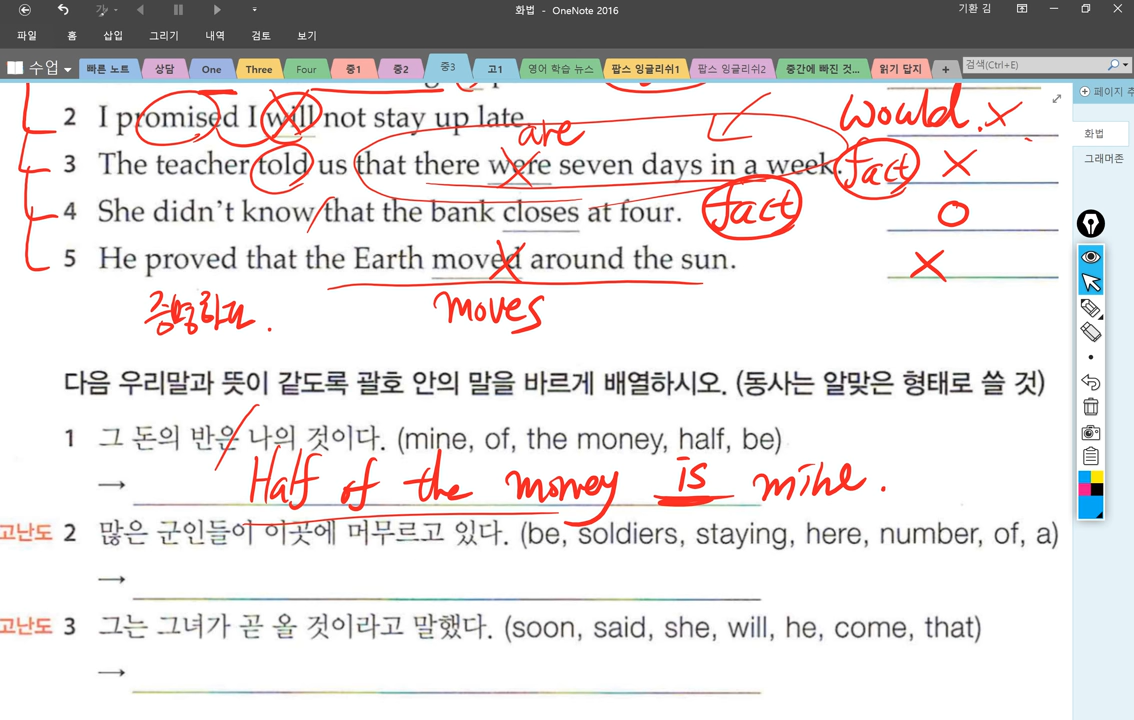 화법 - OneNote 2016
기환 김
파일 홈 삽입 그리기 내역 검토 보기
수업 빠른 노트 상담 One Three Four 중1 중2 중3 고1 영어 학습 뉴스 팝스 잉글리쉬1 팝스 잉글리쉬2 중간에 빠진 것... 읽기 답지 + 검색(Ctrl+E)
페이지 추
화법
그래머존
2 I promised I will not stay up late. would. X
are
3 The teacher told us that there were seven days in a week. fact X
4 She didn't know that the bank closes at four. fact O
5 He proved that the Earth moved around the sun. X
증명하다. moves
다음 우리말과 뜻이 같도록 괄호 안의 말을 바르게 배열하시오. (동사는 알맞은 형태로 쓸 것)
1 그 돈의 반은 나의 것이다. (mine, of, the money, half, be)
→ Half of the money is mine.
고난도 2 많은 군인들이 이곳에 머무르고 있다. (be, soldiers, staying, here, number, of, a)
→
고난도 3 그는 그녀가 곧 올 것이라고 말했다. (soon, said, she, will, he, come, that)
→